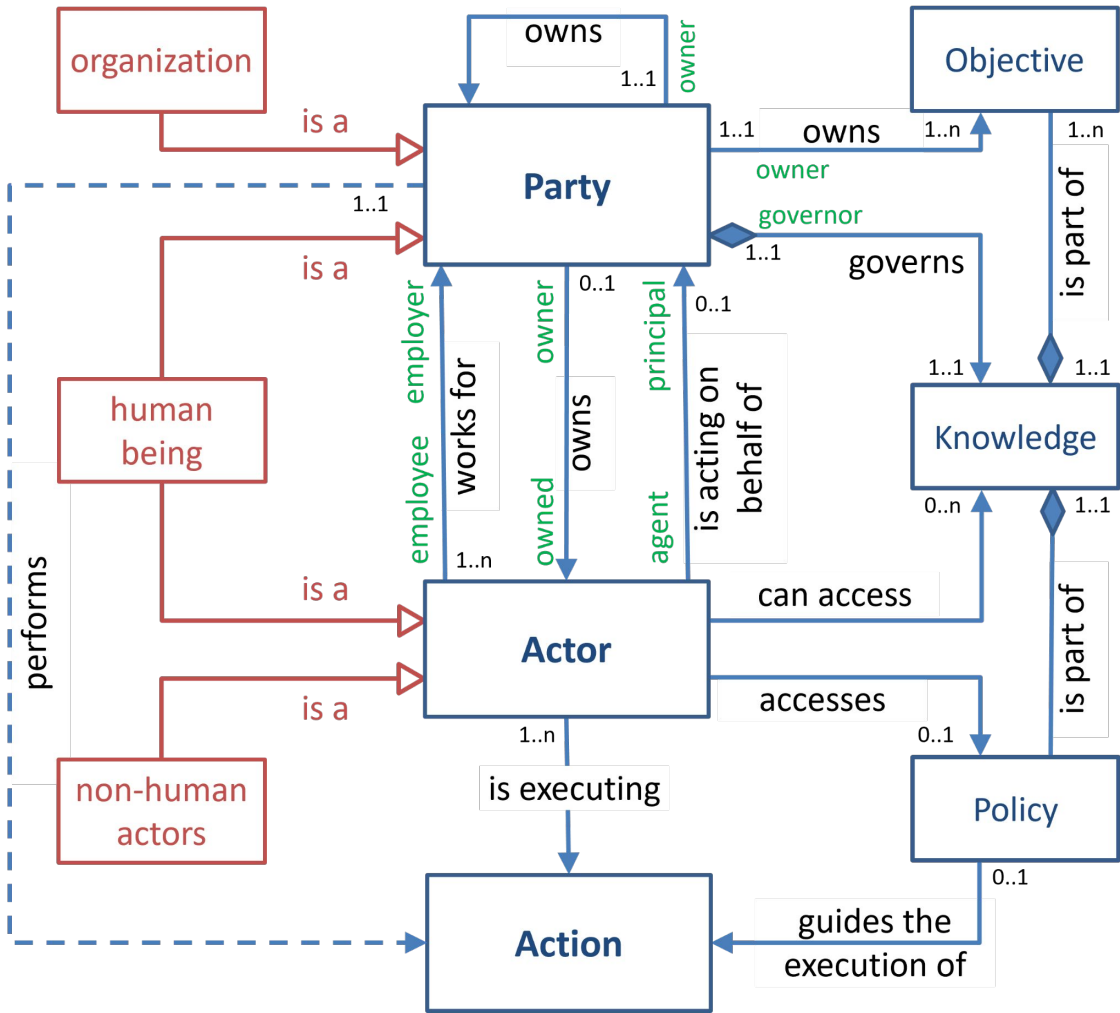 organization
owns
owner
1..1
Objective
is a
1..1
owns
1..n
1..n
owner
Party
1..1
governor
1..1
governs
is part of
is a
0..1
0..1
employer
owner
principal
works for
owns
is acting on
behalf of
employee
owned
agent
1..1
1..1
human
being
Knowledge
0..n
1..1
1..n
is a
can access
Actor
performs
is a
accesses
is part of
1..n
0..1
is executing
non-human
actors
Policy
0..1
Action
guides the
execution of